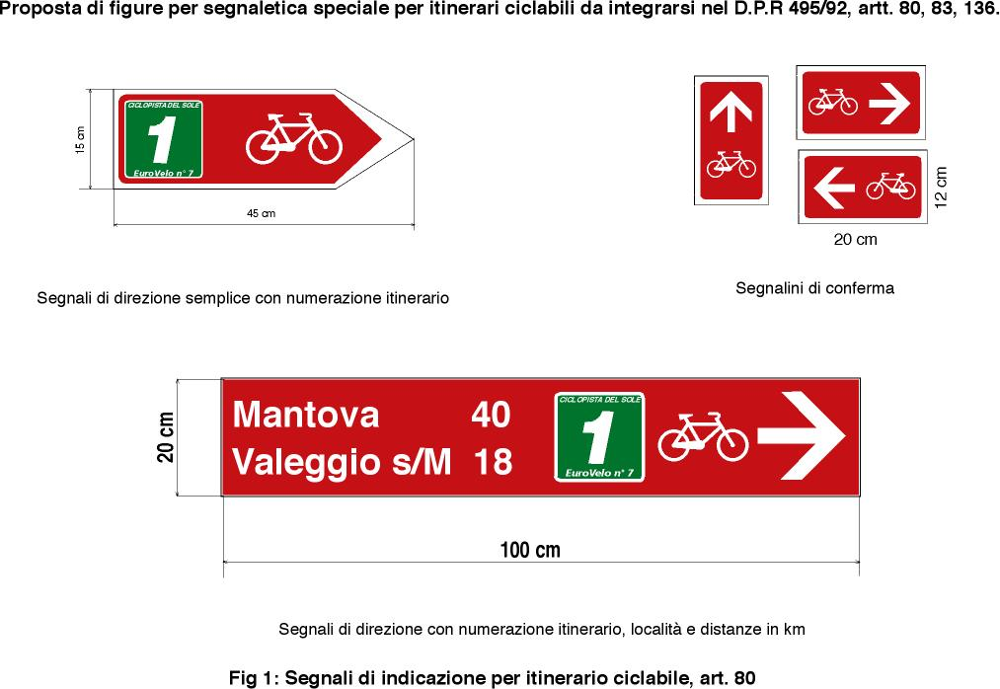 Proposta di figure per segnaletica speciale per itinerari ciclabili da integrarsi nel D.P.R 495/92, artt. 80, 83, 136.
CICLOPISTA DEL SOLE
1
EuroVelo n° 7
15 cm
45 cm
Segnali di direzione semplice con numerazione itinerario
12 cm
20 cm
Segnalini di conferma
20 cm
Mantova 40
Valeggio s/M 18
CICLOPISTA DEL SOLE
1
EuroVelo n° 7
100 cm
Segnali di direzione con numerazione itinerario, località e distanze in km
Fig 1: Segnali di indicazione per itinerario ciclabile, art. 80